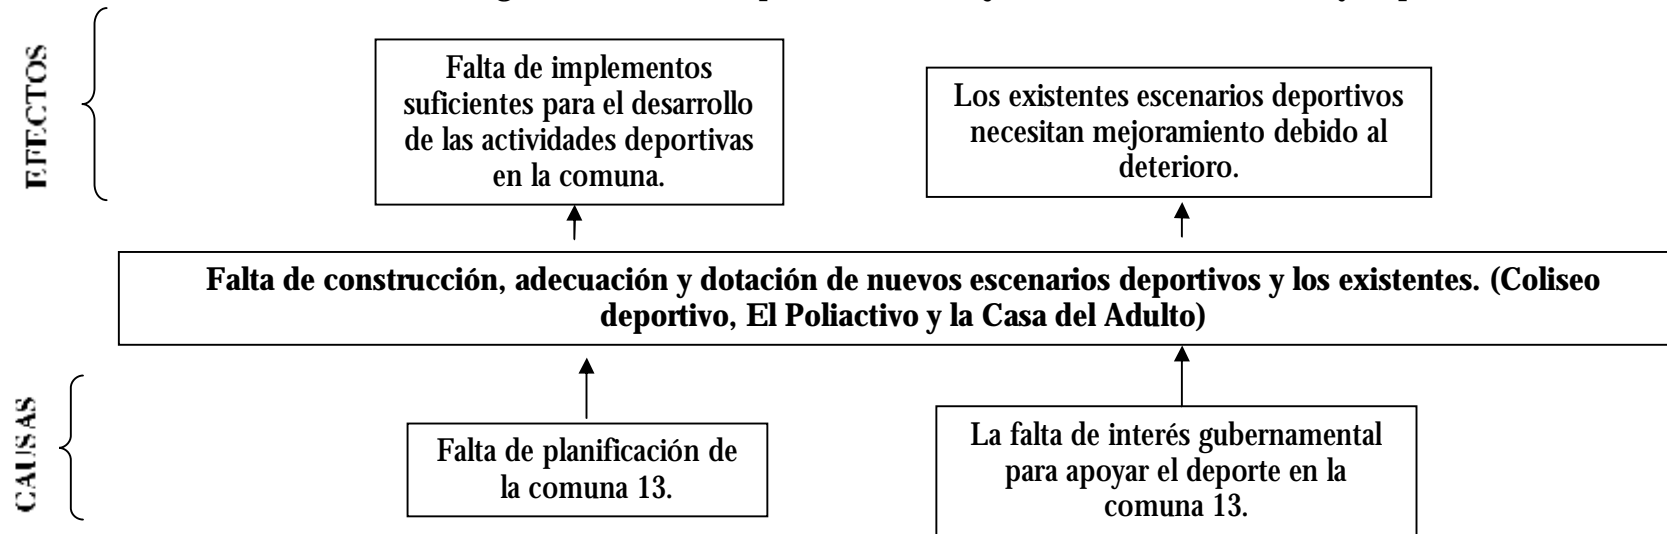 EFECTOS
Falta de implementos
suficientes para el desarrollo
de las actividades deportivas
en la comuna.
Los existentes escenarios deportivos
necesitan mejoramiento debido al
deterioro.
Falta de construcción, adecuación y dotación de nuevos escenarios deportivos y los existentes. (Coliseo
deportivo, El Poliactivo y la Casa del Adulto)
CAUSAS
Falta de planificación de
la comuna 13.
La falta de interés gubernamental
para apoyar el deporte en la
comuna 13.